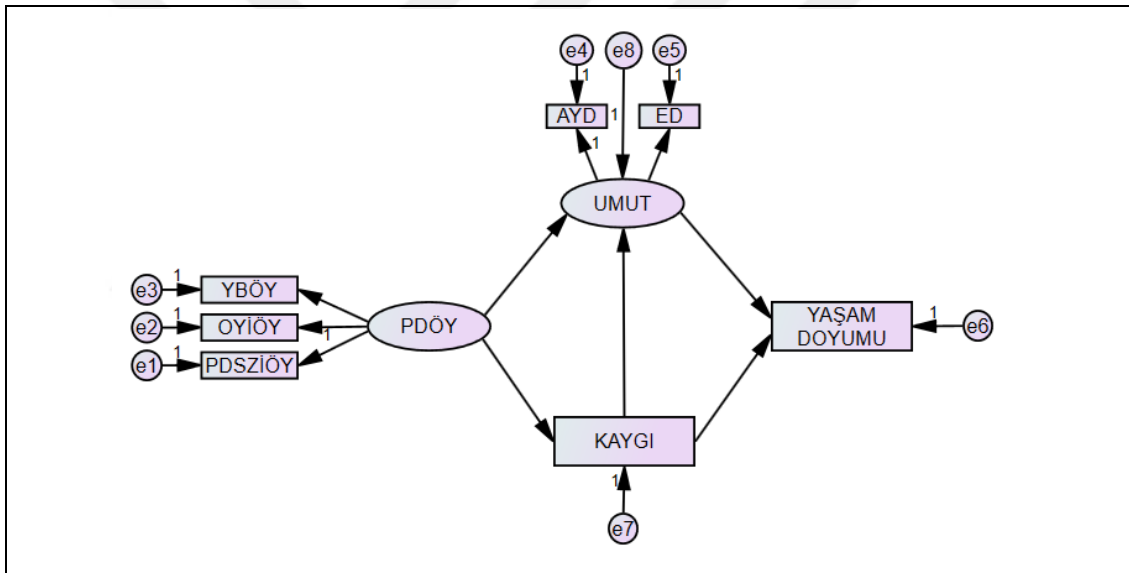 e4
e8
e5
1
1
AYD
1
ED
1
UMUT
e3
1
YBÖY
e2
1
OYİÖY
e1
1
PDSZİÖY
1
PDÖY
YAŞAM
DOYUMU
1
e6
KAYGI
1
e7